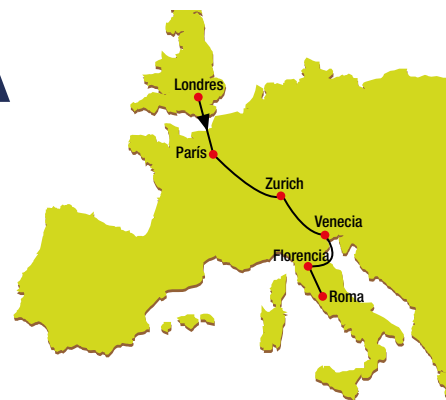 A
Londres
París
Zurich
Venecia
Florencia
Roma